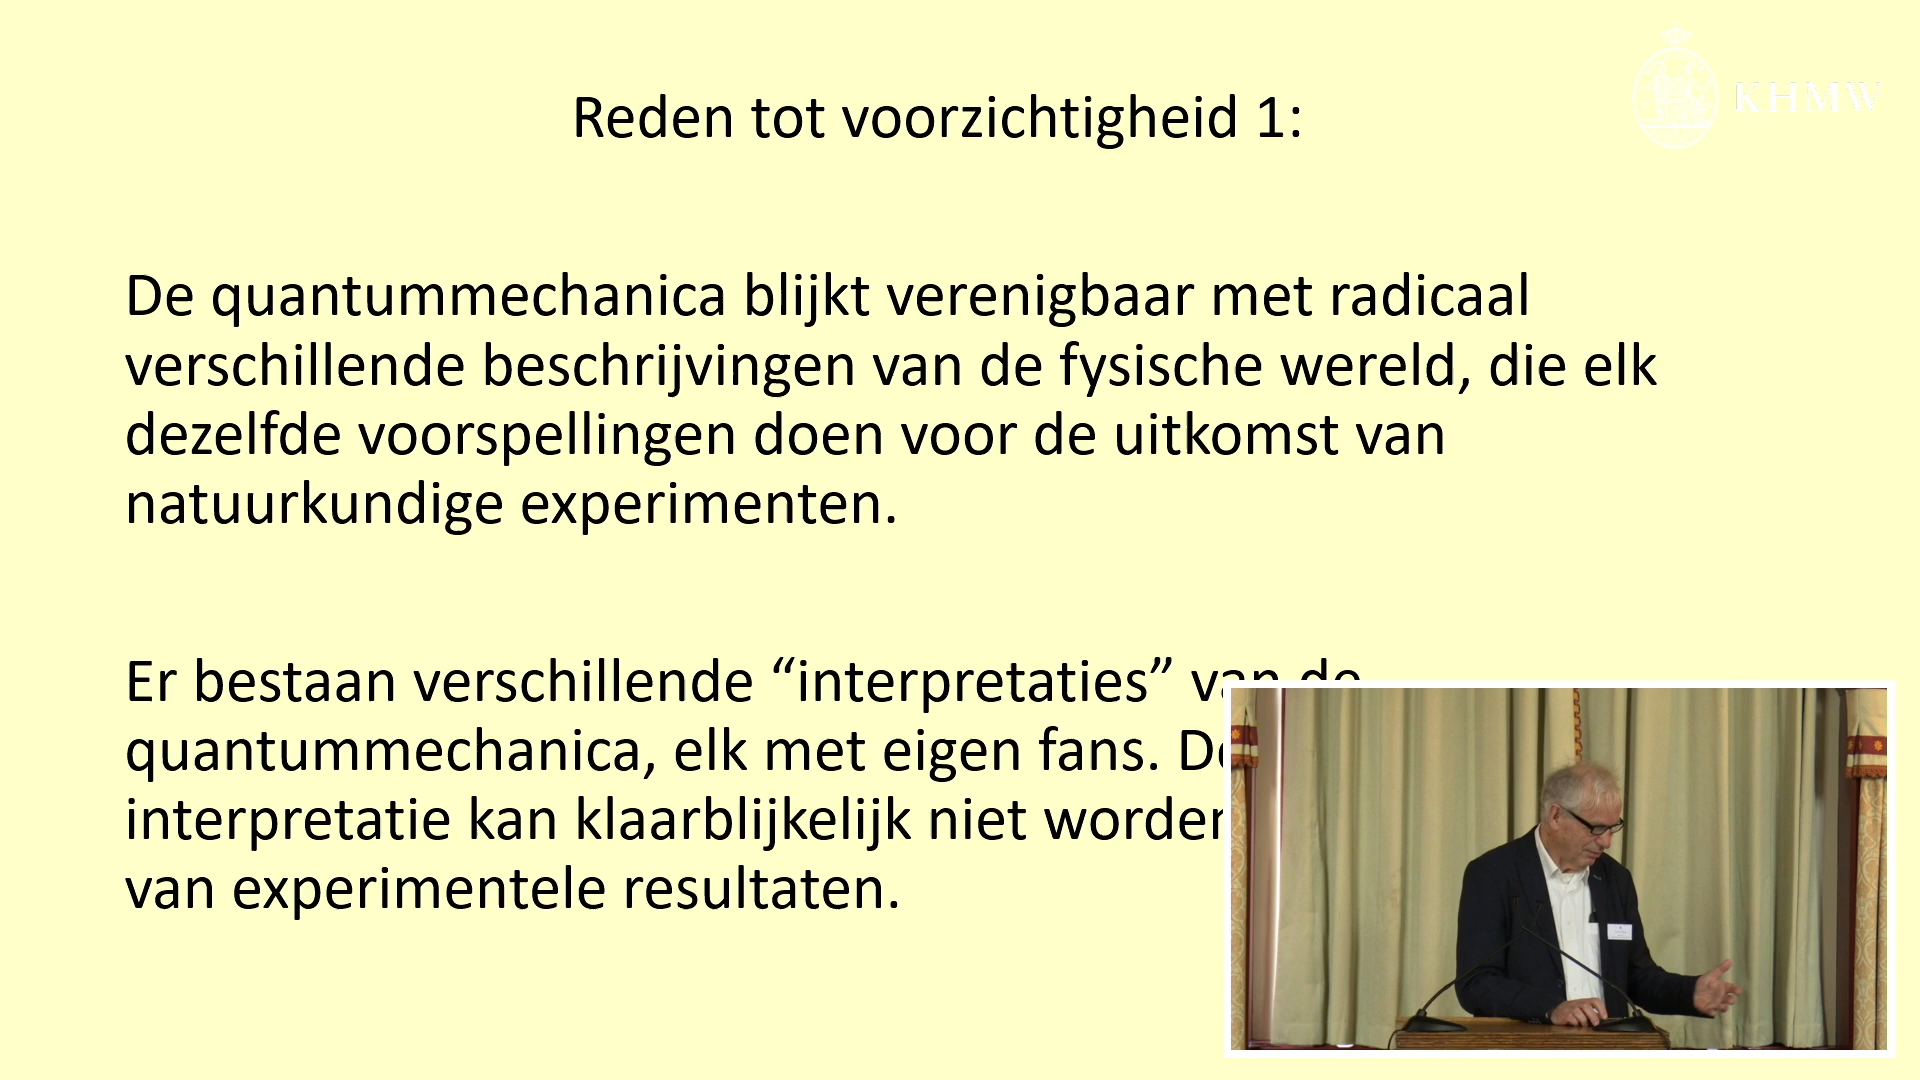 KHMW
Reden tot voorzichtigheid 1:
De quantummechanica blijkt verenigbaar met radicaal
verschillende beschrijvingen van de fysische wereld, die elk
dezelfde voorspellingen doen voor de uitkomst van
natuurkundige experimenten.
Er bestaan verschillende “interpretaties” van de
quantummechanica, elk met eigen fans.
interpretatie kan klaarblijkelijk niet
van experimentele resultaten.